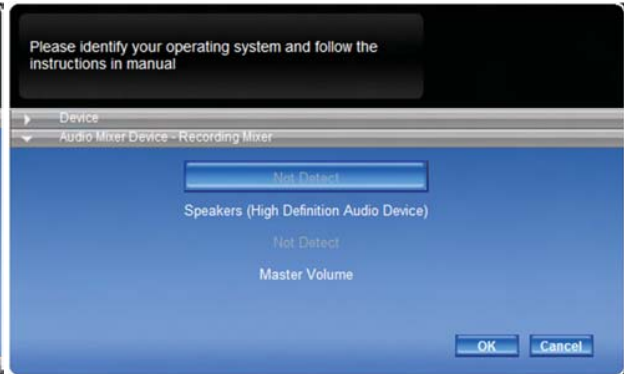 Please identify your operating system and follow the
instructions in manual
Device
Audio Mixer Device - Recording Mixer
Not Detect
Speakers (High Definition Audio Device)
Not Detect
Master Volume
OK Cancel